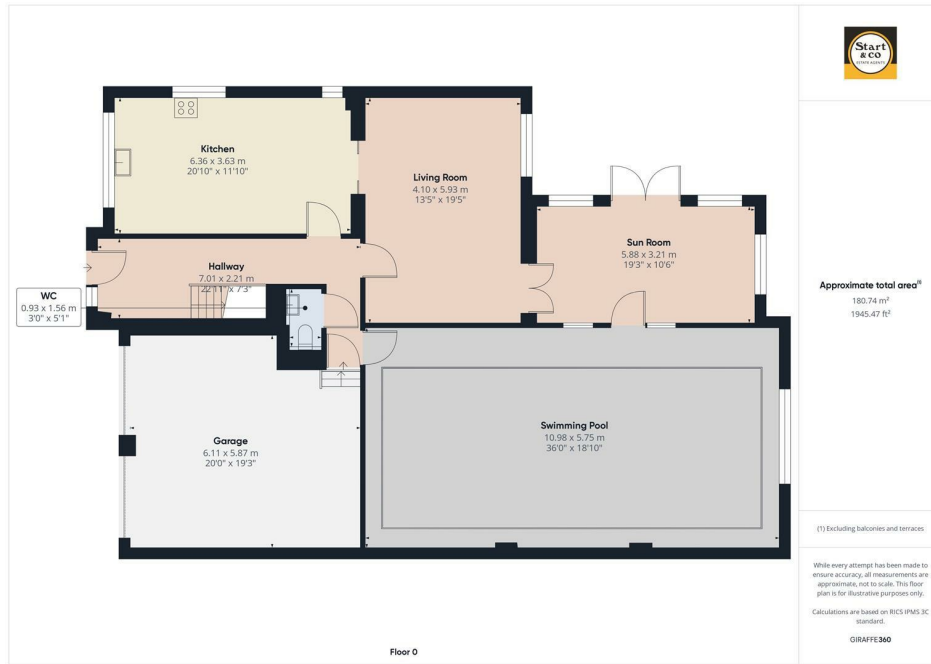 Start
& CO
ESTATE AGENTS
Kitchen
6.36 x 3.63 m
20'10" x 11'10"
Living Room
4.10 x 5.93 m
13'5" x 19'5"
Sun Room
5.88 x 3.21 m
19'3" x 10'6"
Hallway
7.01 x 2.21 m
22'11" x 7'3"
WC
0.93 x 1.56 m
3'0" x 5'1"
Garage
6.11 x 5.87 m
20'0" x 19'3"
Swimming Pool
10.98 x 5.75 m
36'0" x 18'10"
Floor 0
Approximate total area⁽¹⁾
180.74 m²
1945.47 ft²
(1) Excluding balconies and terraces
While every attempt has been made to
ensure accuracy, all measurements are
approximate, not to scale. This floor
plan is for illustrative purposes only.
Calculations are based on RICS IPMS 3C
standard.
GIRAFFE360